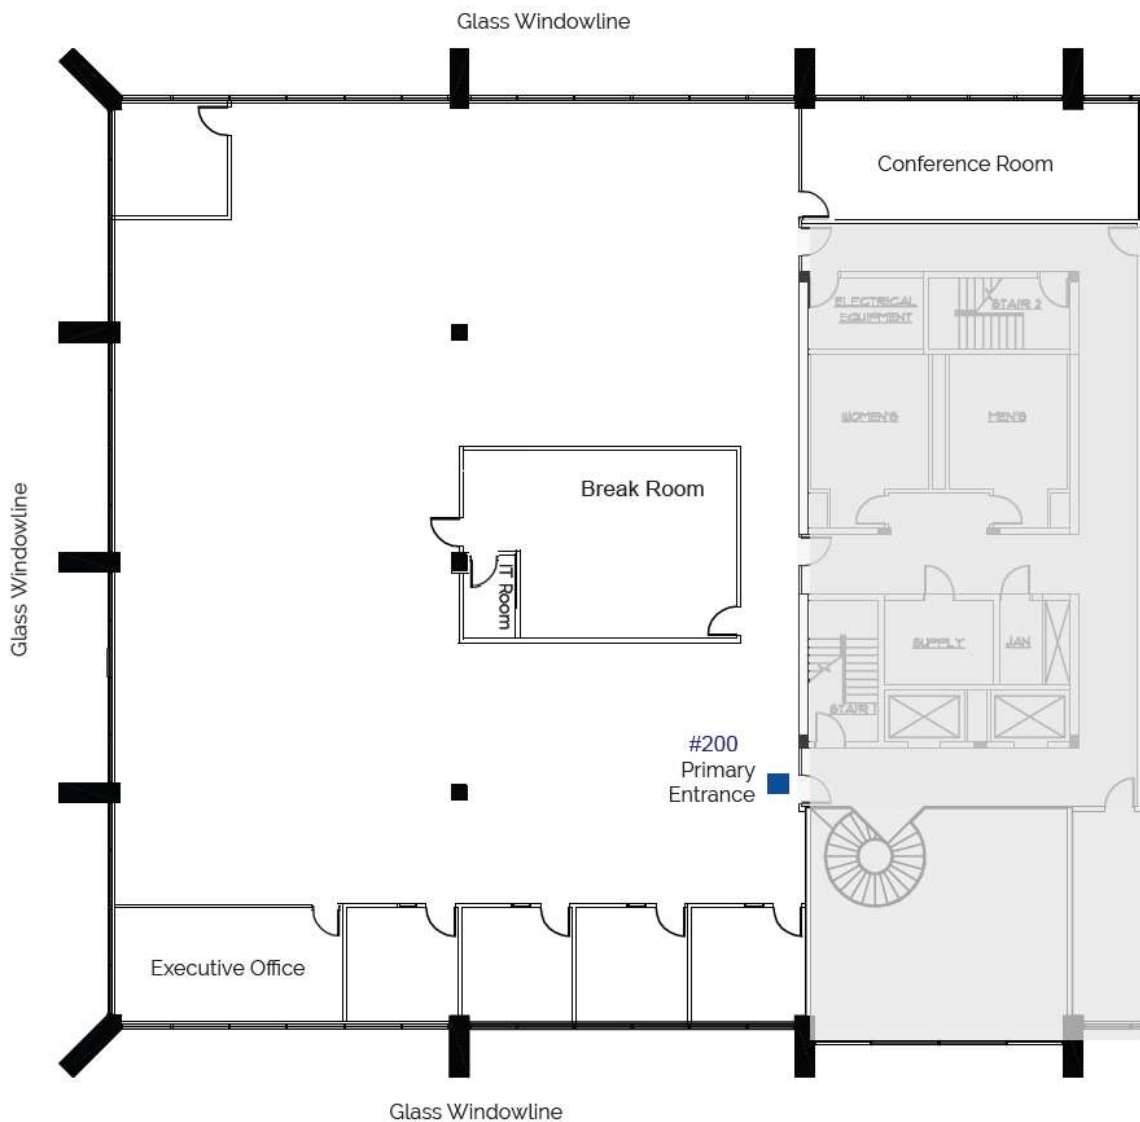 Glass Windowline
Conference Room
ELECTRICAL
EQUIPMENT
STAIR 2
WOMEN'S
MEN'S
Glass Windowline
Break Room
IT Room
SUPPLY
JAN
STAIR 1
#200
Primary
Entrance
Executive Office
Glass Windowline